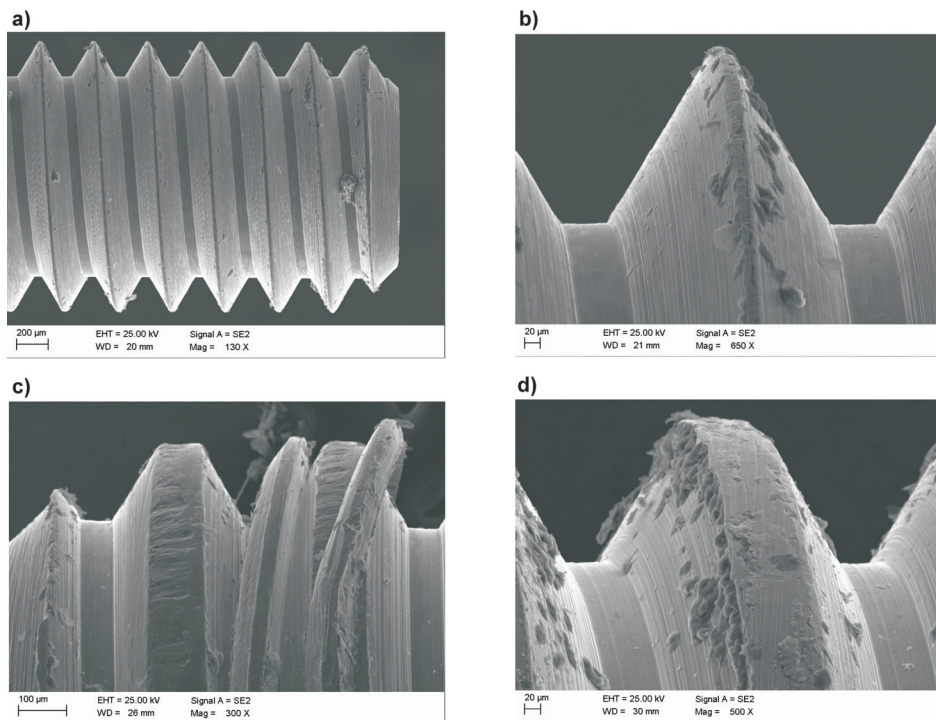 a)
200 µm EHT = 25.00 kV Signal A = SE2
WD = 20 mm Mag = 130 X
b)
20 µm EHT = 25.00 kV Signal A = SE2
WD = 21 mm Mag = 650 X
c)
100 µm EHT = 25.00 kV Signal A = SE2
WD = 26 mm Mag = 300 X
d)
20 µm EHT = 25.00 kV Signal A = SE2
WD = 30 mm Mag = 500 X